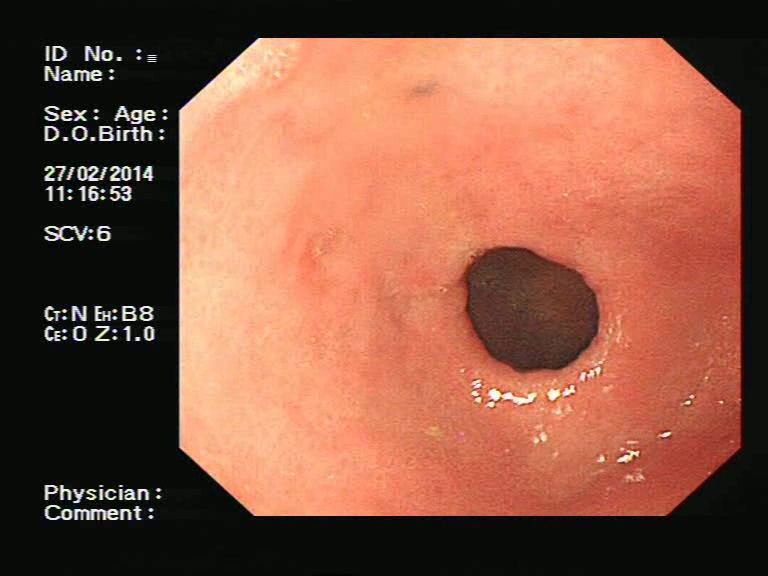 ID No. :
Name:
Sex: Age:
D.O.Birth:
27/02/2014
11:16:53
SCV:6
CT:N EH:B8
CE:0 Z:1.0
Physician:
Comment: